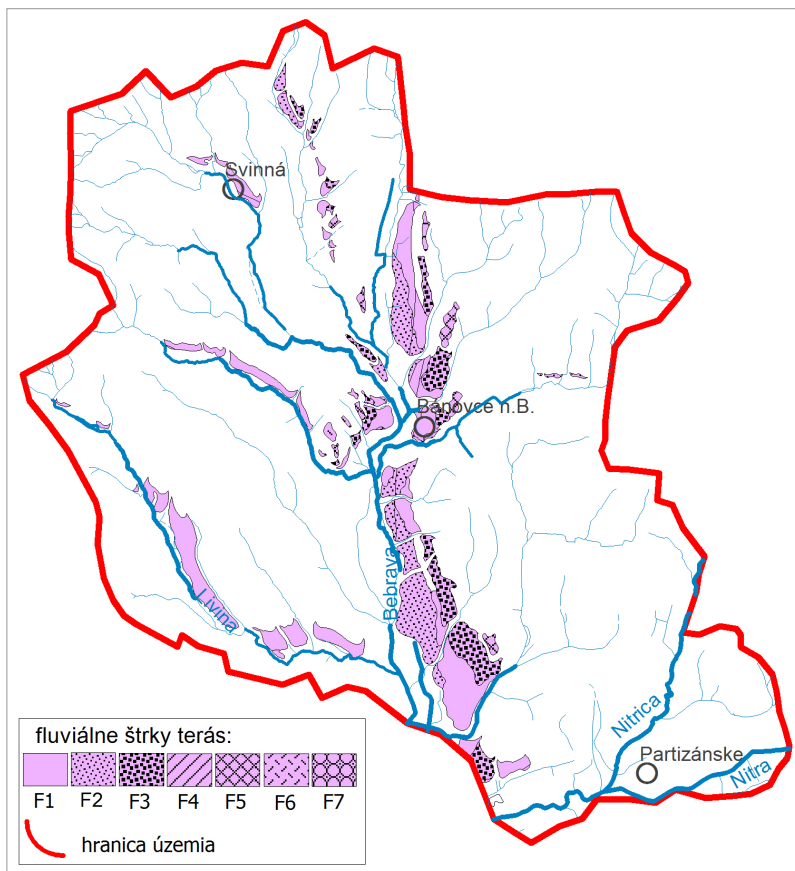 Svinná
Bánovce n.B.
Bebrava
Livina
Nitrica
Partizánske
Nitra
fluviálne štrky terás:
F1 F2 F3 F4 F5 F6 F7
hranica územia